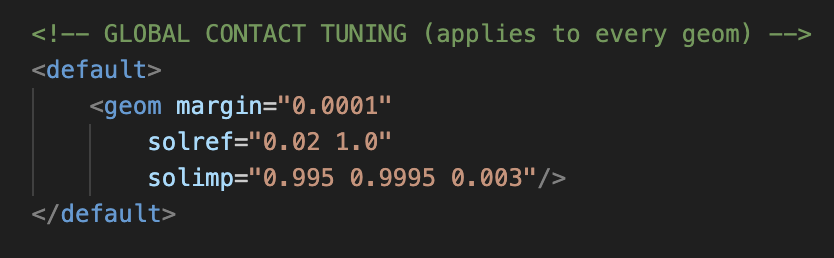 <!-- GLOBAL CONTACT TUNING (applies to every geom) -->
<default>
<geom margin="0.0001"
solref="0.02 1.0"
solimp="0.995 0.9995 0.003"/>
</default>